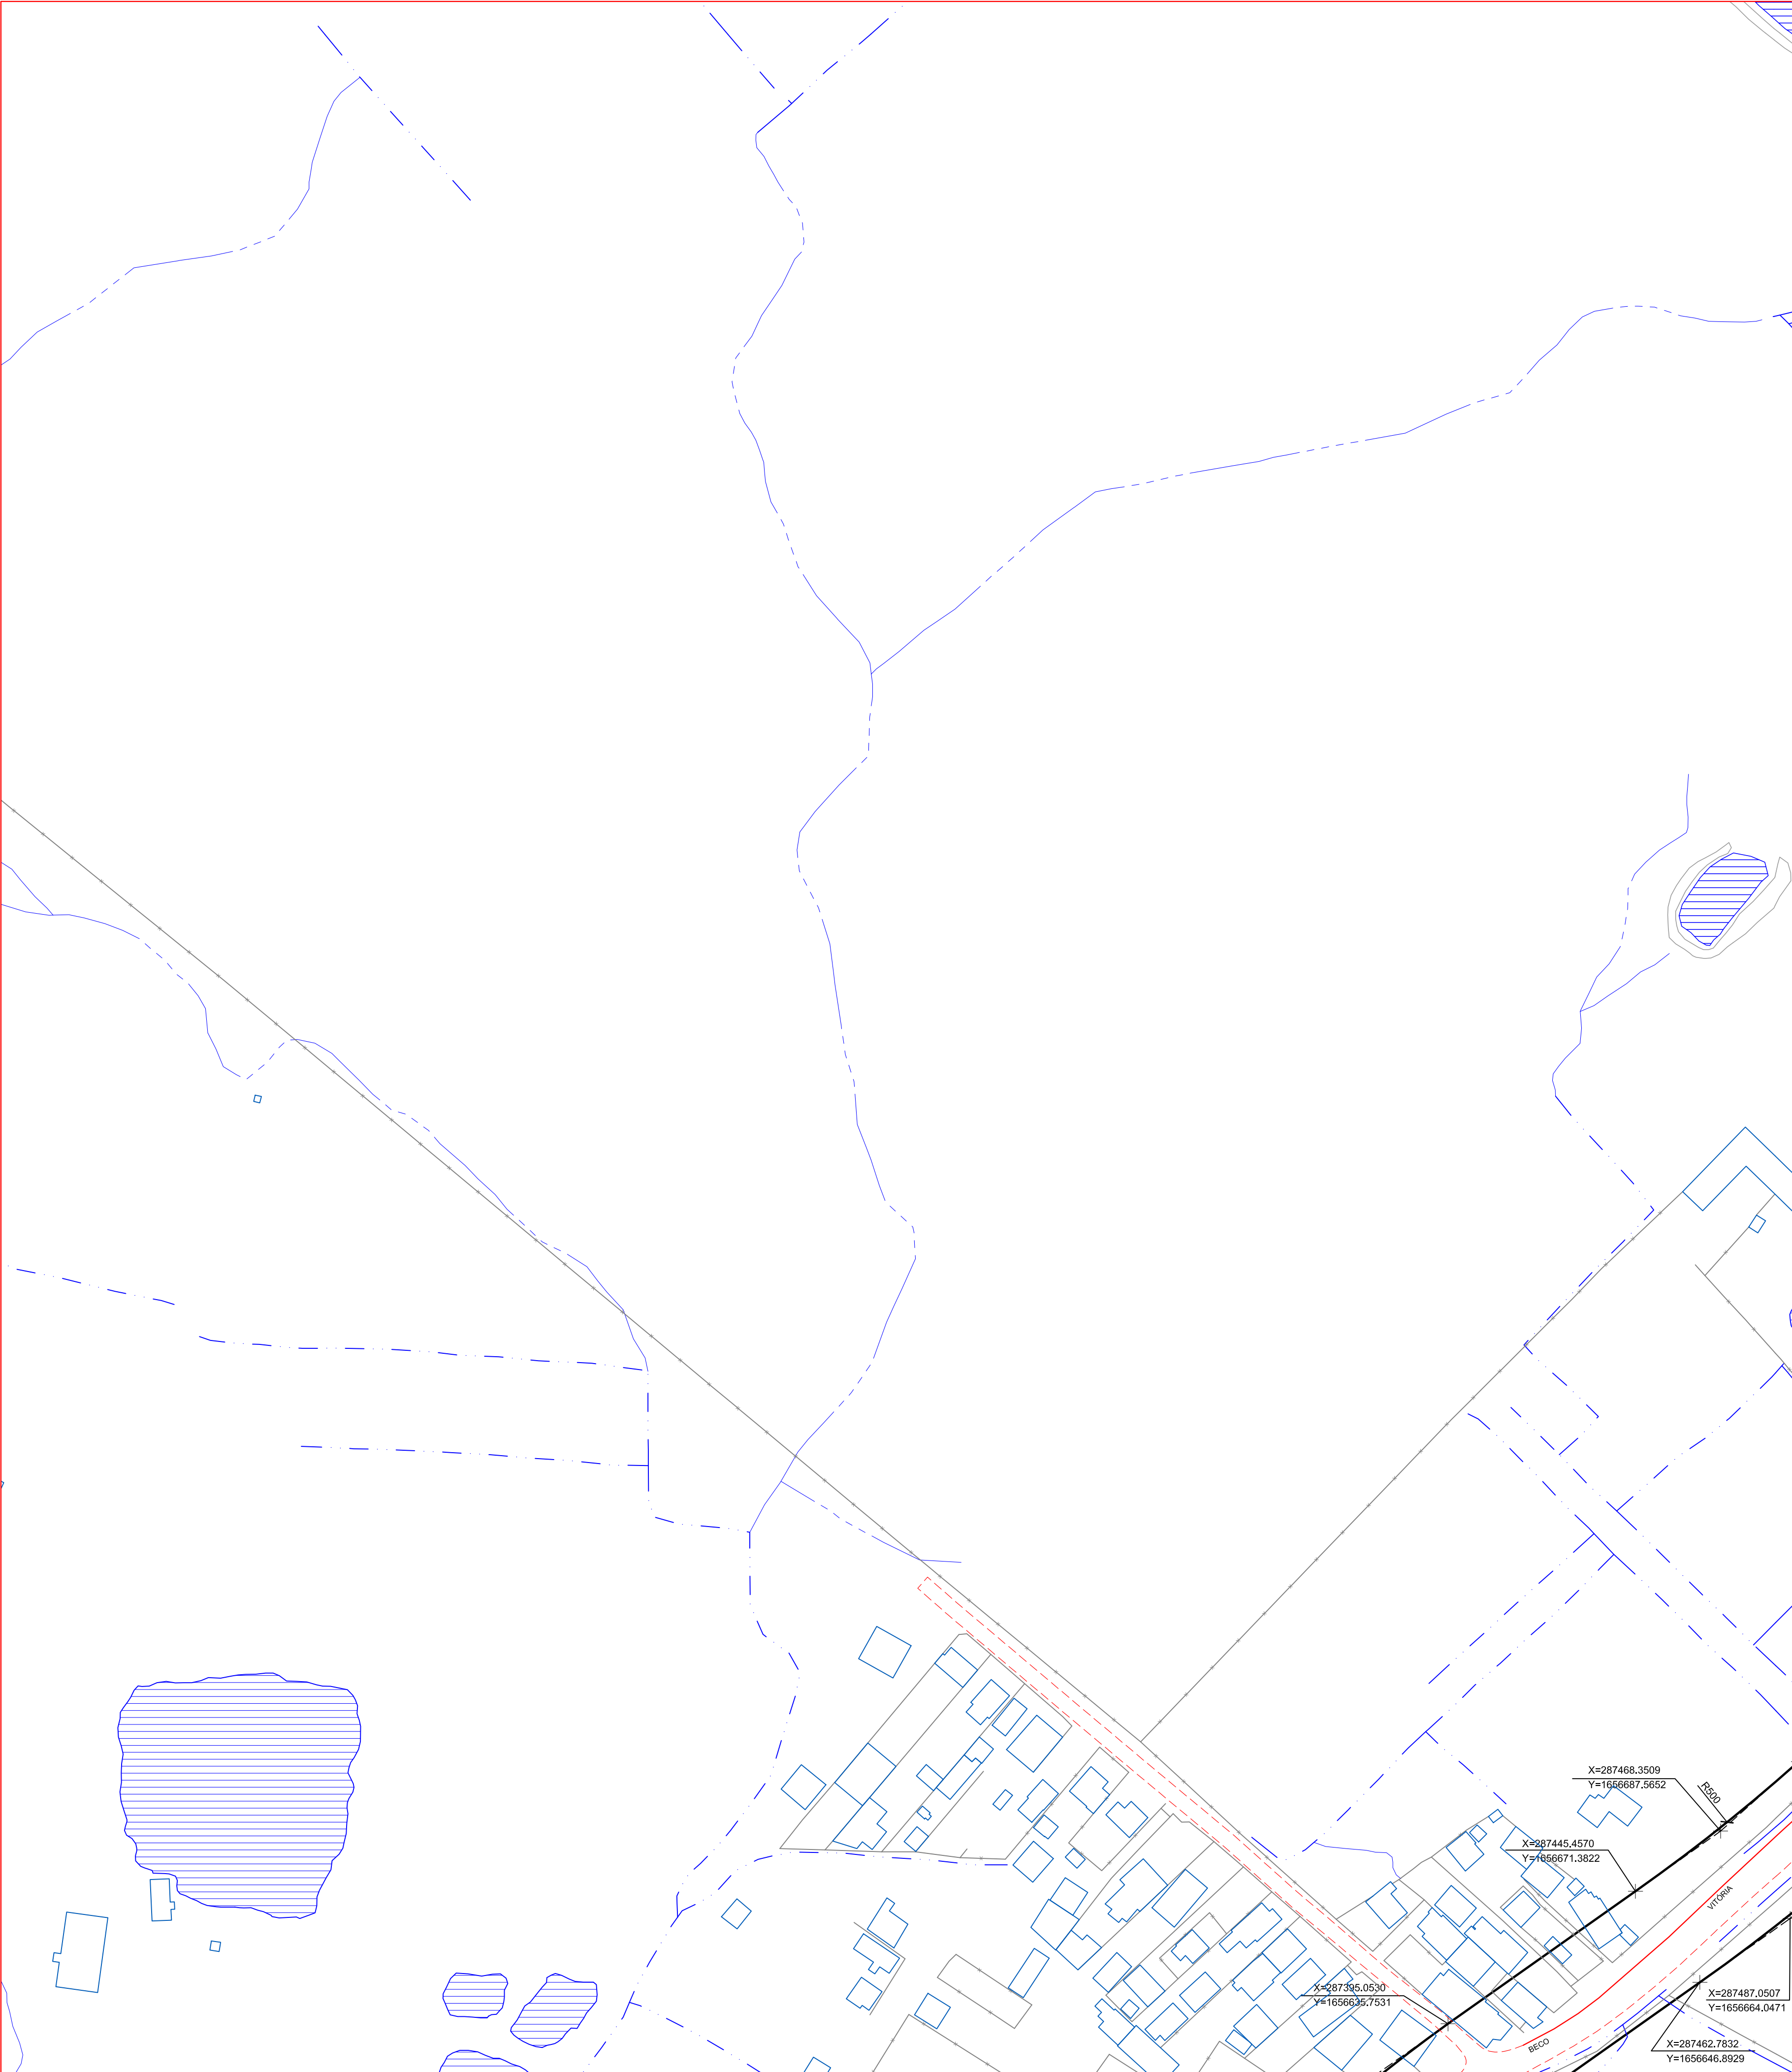 X=287468.3509
Y=1656687.5652
R500
X=287445.4570
Y=1656671.3822
VITÓRIA
X=287395.0530
Y=1656635.7531
X=287487.0507
Y=1656664.0471
BECO
X=287462.7832
Y=1656646.8929